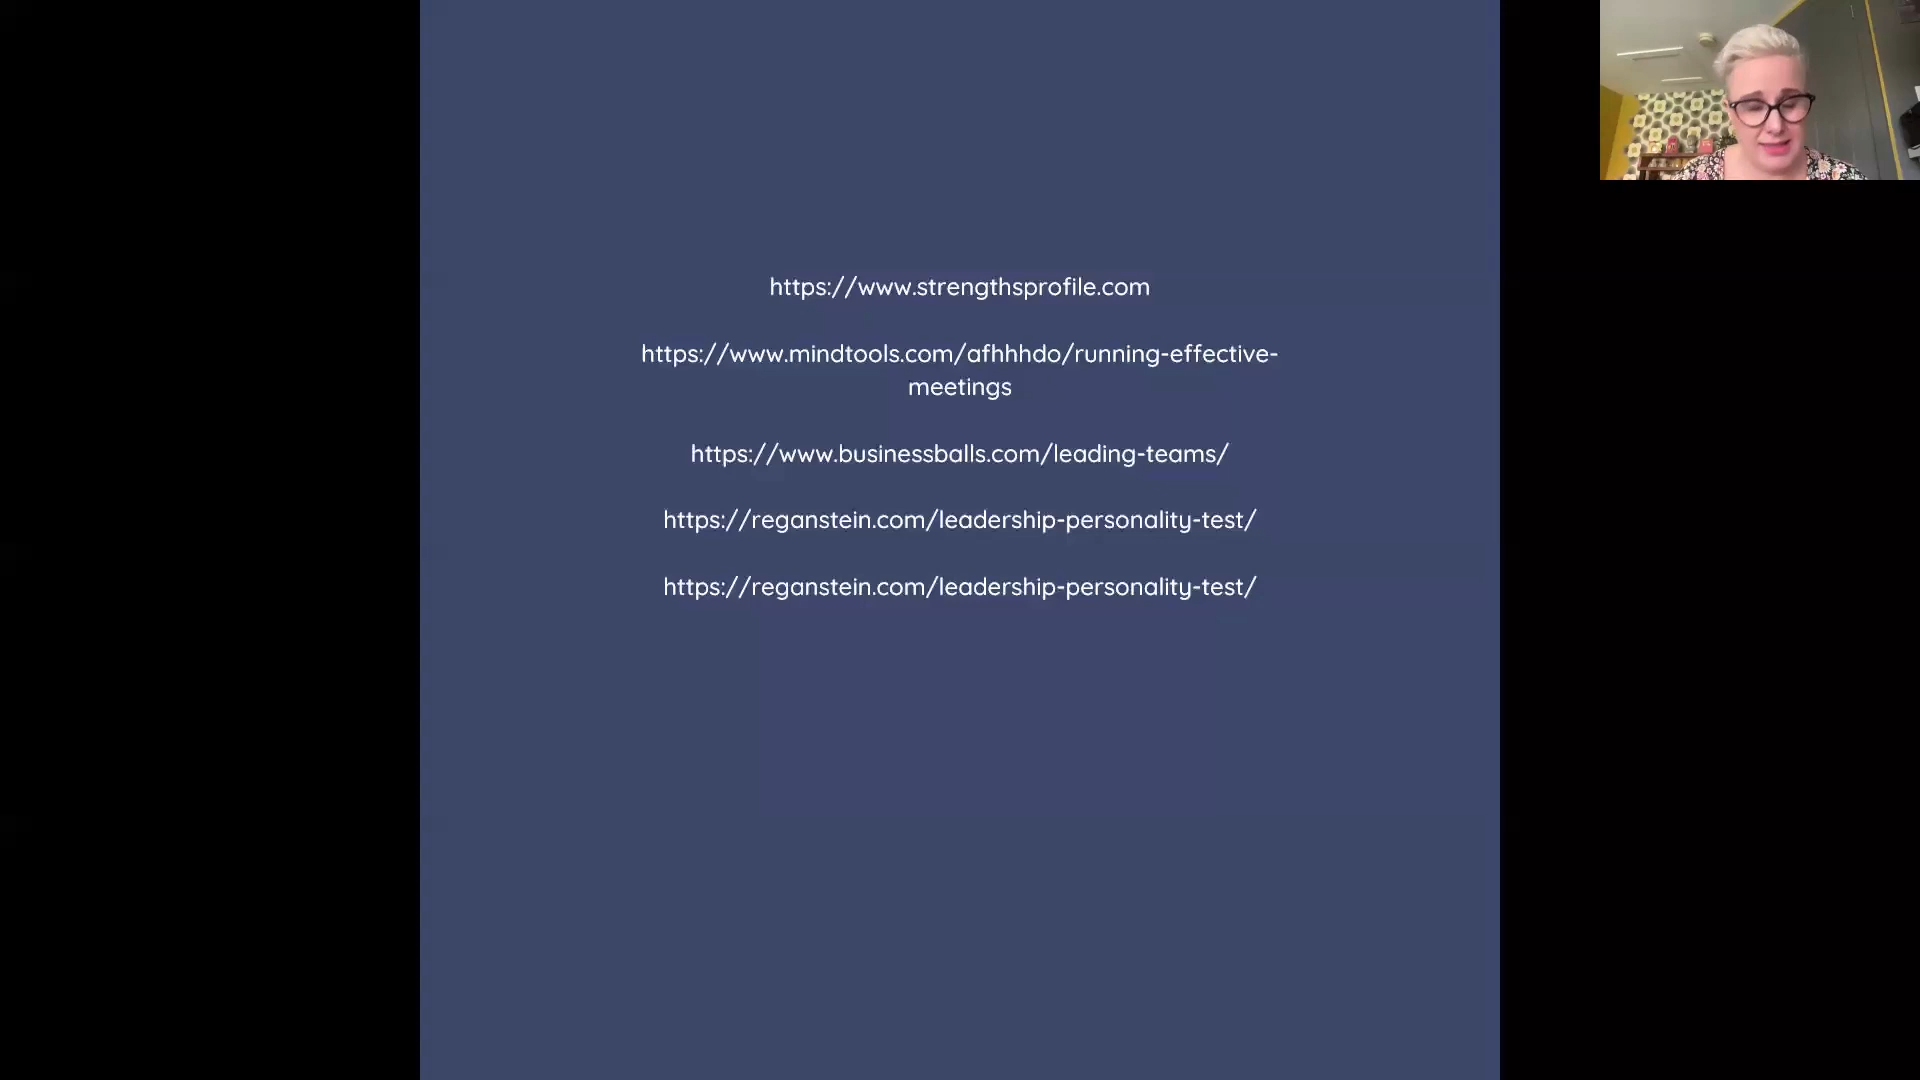 https://www.strengthsprofile.com
https://www.mindtools.com/afhhhdo/running-effective-
meetings
https://www.businessballs.com/leading-teams/
https://reganstein.com/leadership-personality-test/
https://reganstein.com/leadership-personality-test/